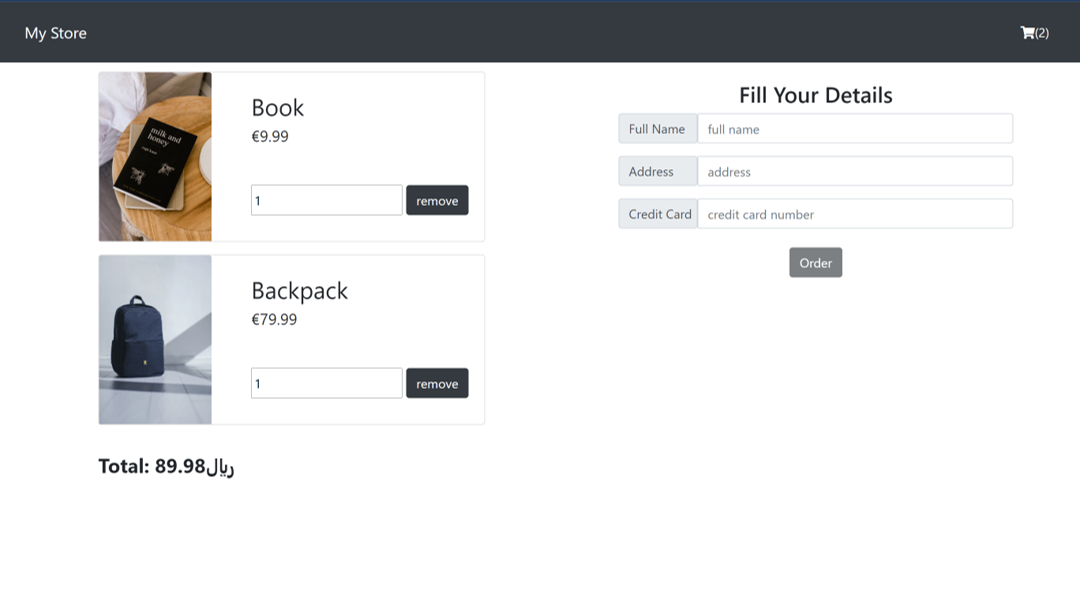 My Store
(2)
milk and
honey
Book
€9.99
1
remove
Backpack
€79.99
1
remove
Total: 89.98﷼
Fill Your Details
Full Name full name
Address address
Credit Card credit card number
Order